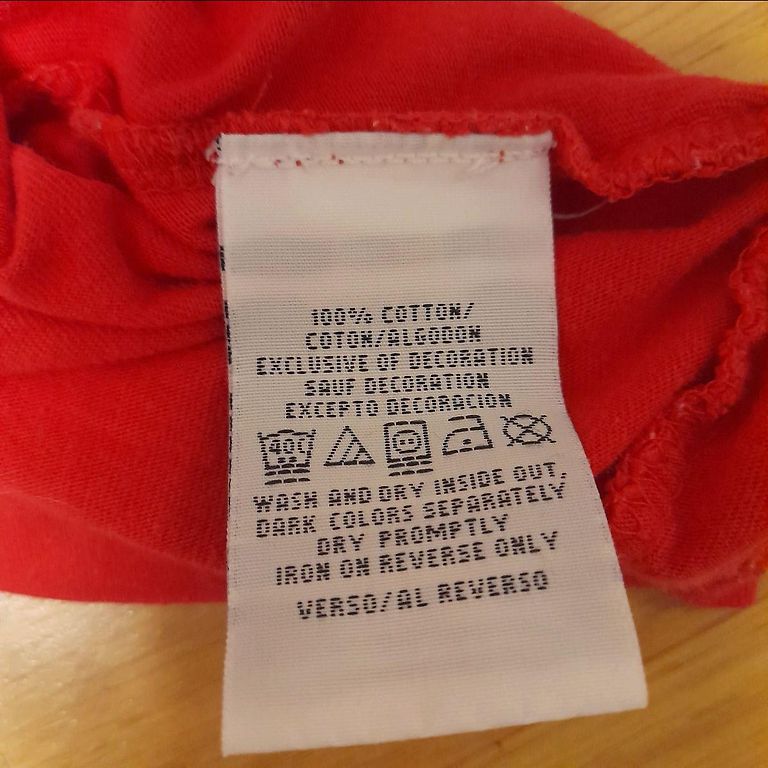 100% COTTON/
COTON/ALGODON
EXCLUSIVE OF DECORATION
SAUF DECORATION
EXCEPTO DECORACION
40C
WASH AND DRY INSIDE OUT,
DARK COLORS SEPARATELY
DRY PROMPTLY
IRON ON REVERSE ONLY
VERSO/AL REVERSO